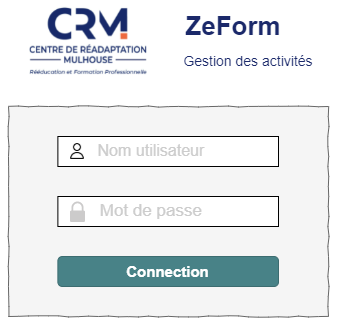 CRM
CENTRE DE RÉADAPTATION
MULHOUSE
Rééducation et Formation Professionnelle
ZeForm
Gestion des activités
Nom utilisateur
Mot de passe
Connection